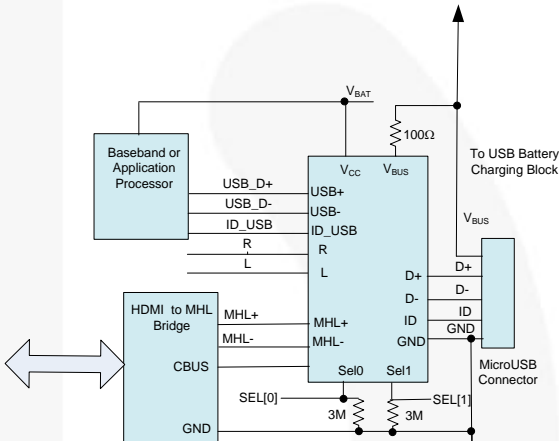 VBAT
100Ω
Baseband or
Application
Processor
VCC
VBUS
To USB Battery
Charging Block
USB_D+
USB+
USB_D-
USB-
ID_USB
ID_USB
R
R
L
L
VBUS
D+
D+
D-
D-
ID
ID
GND
GND
HDMI to MHL
Bridge
MHL+
MHL+
MHL-
MHL-
CBUS
MicroUSB
Connector
Sel0
Sel1
SEL[0]
SEL[1]
3M
3M
GND